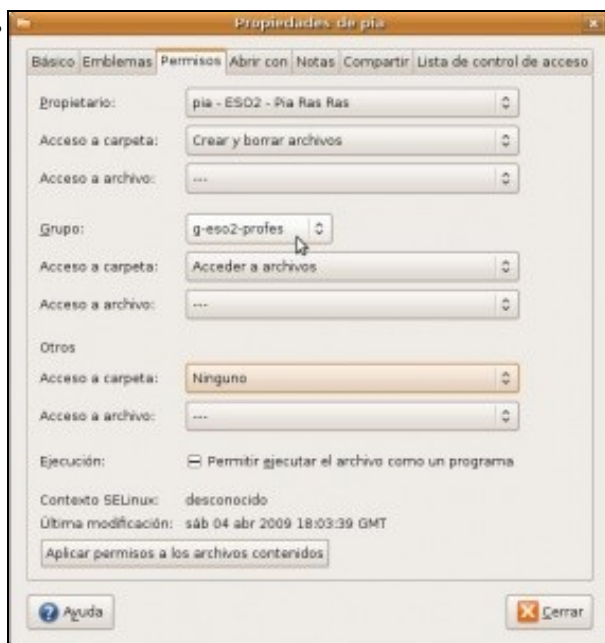 Propiedades de pia
Básico Emblemas Permisos Abrir con Notas Compartir Lista de control de acceso
Propietario: pia - ESO2 - Pia Ras Ras
Acceso a carpeta: Crear y borrar archivos
Acceso a archivo: ---
Grupo: g-eso2-profes
Acceso a carpeta: Acceder a archivos
Acceso a archivo: ---
Otros
Acceso a carpeta: Ninguno
Acceso a archivo: ---
Ejecución: Permitir ejecutar el archivo como un programa
Contexto SELinux: desconocido
Última modificación: sáb 04 abr 2009 18:03:39 GMT
Aplicar permisos a los archivos contenidos
Ayuda Cerrar